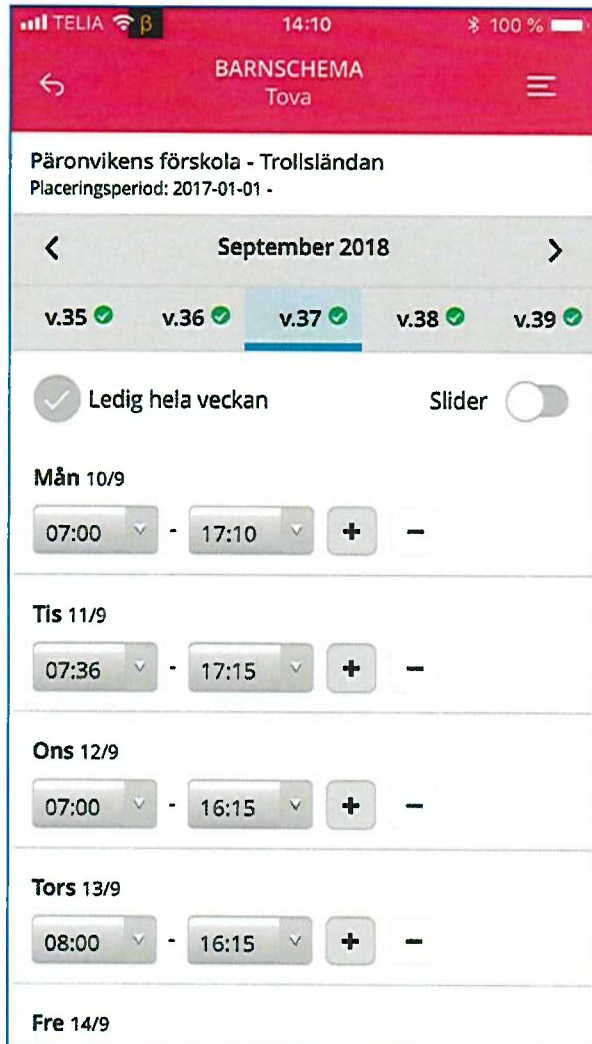 TELIA β 14:10 100 %
BARNSCHEMA
Tova
Päronvikens förskola - Trollsländan
Placeringsperiod: 2017-01-01 -
< September 2018 >
v.35 v.36 v.37 v.38 v.39
Ledig hela veckan Slider
Mån 10/9
07:00 - 17:10 + -
Tis 11/9
07:36 - 17:15 + -
Ons 12/9
07:00 - 16:15 + -
Tors 13/9
08:00 - 16:15 + -
Fre 14/9